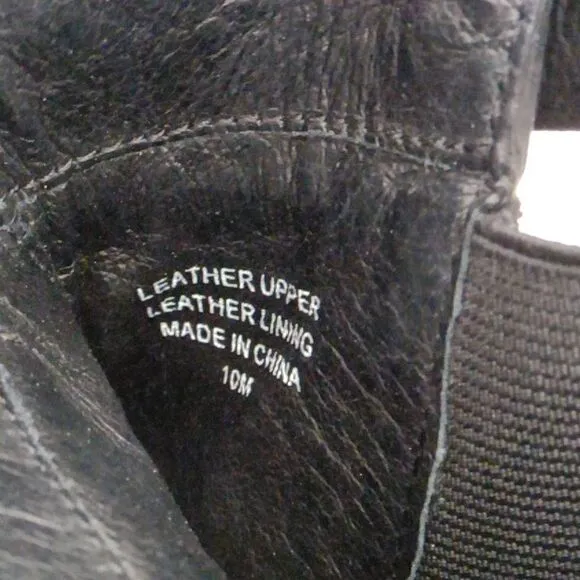 LEATHER UPPER
LEATHER LINING
MADE IN CHINA
10M